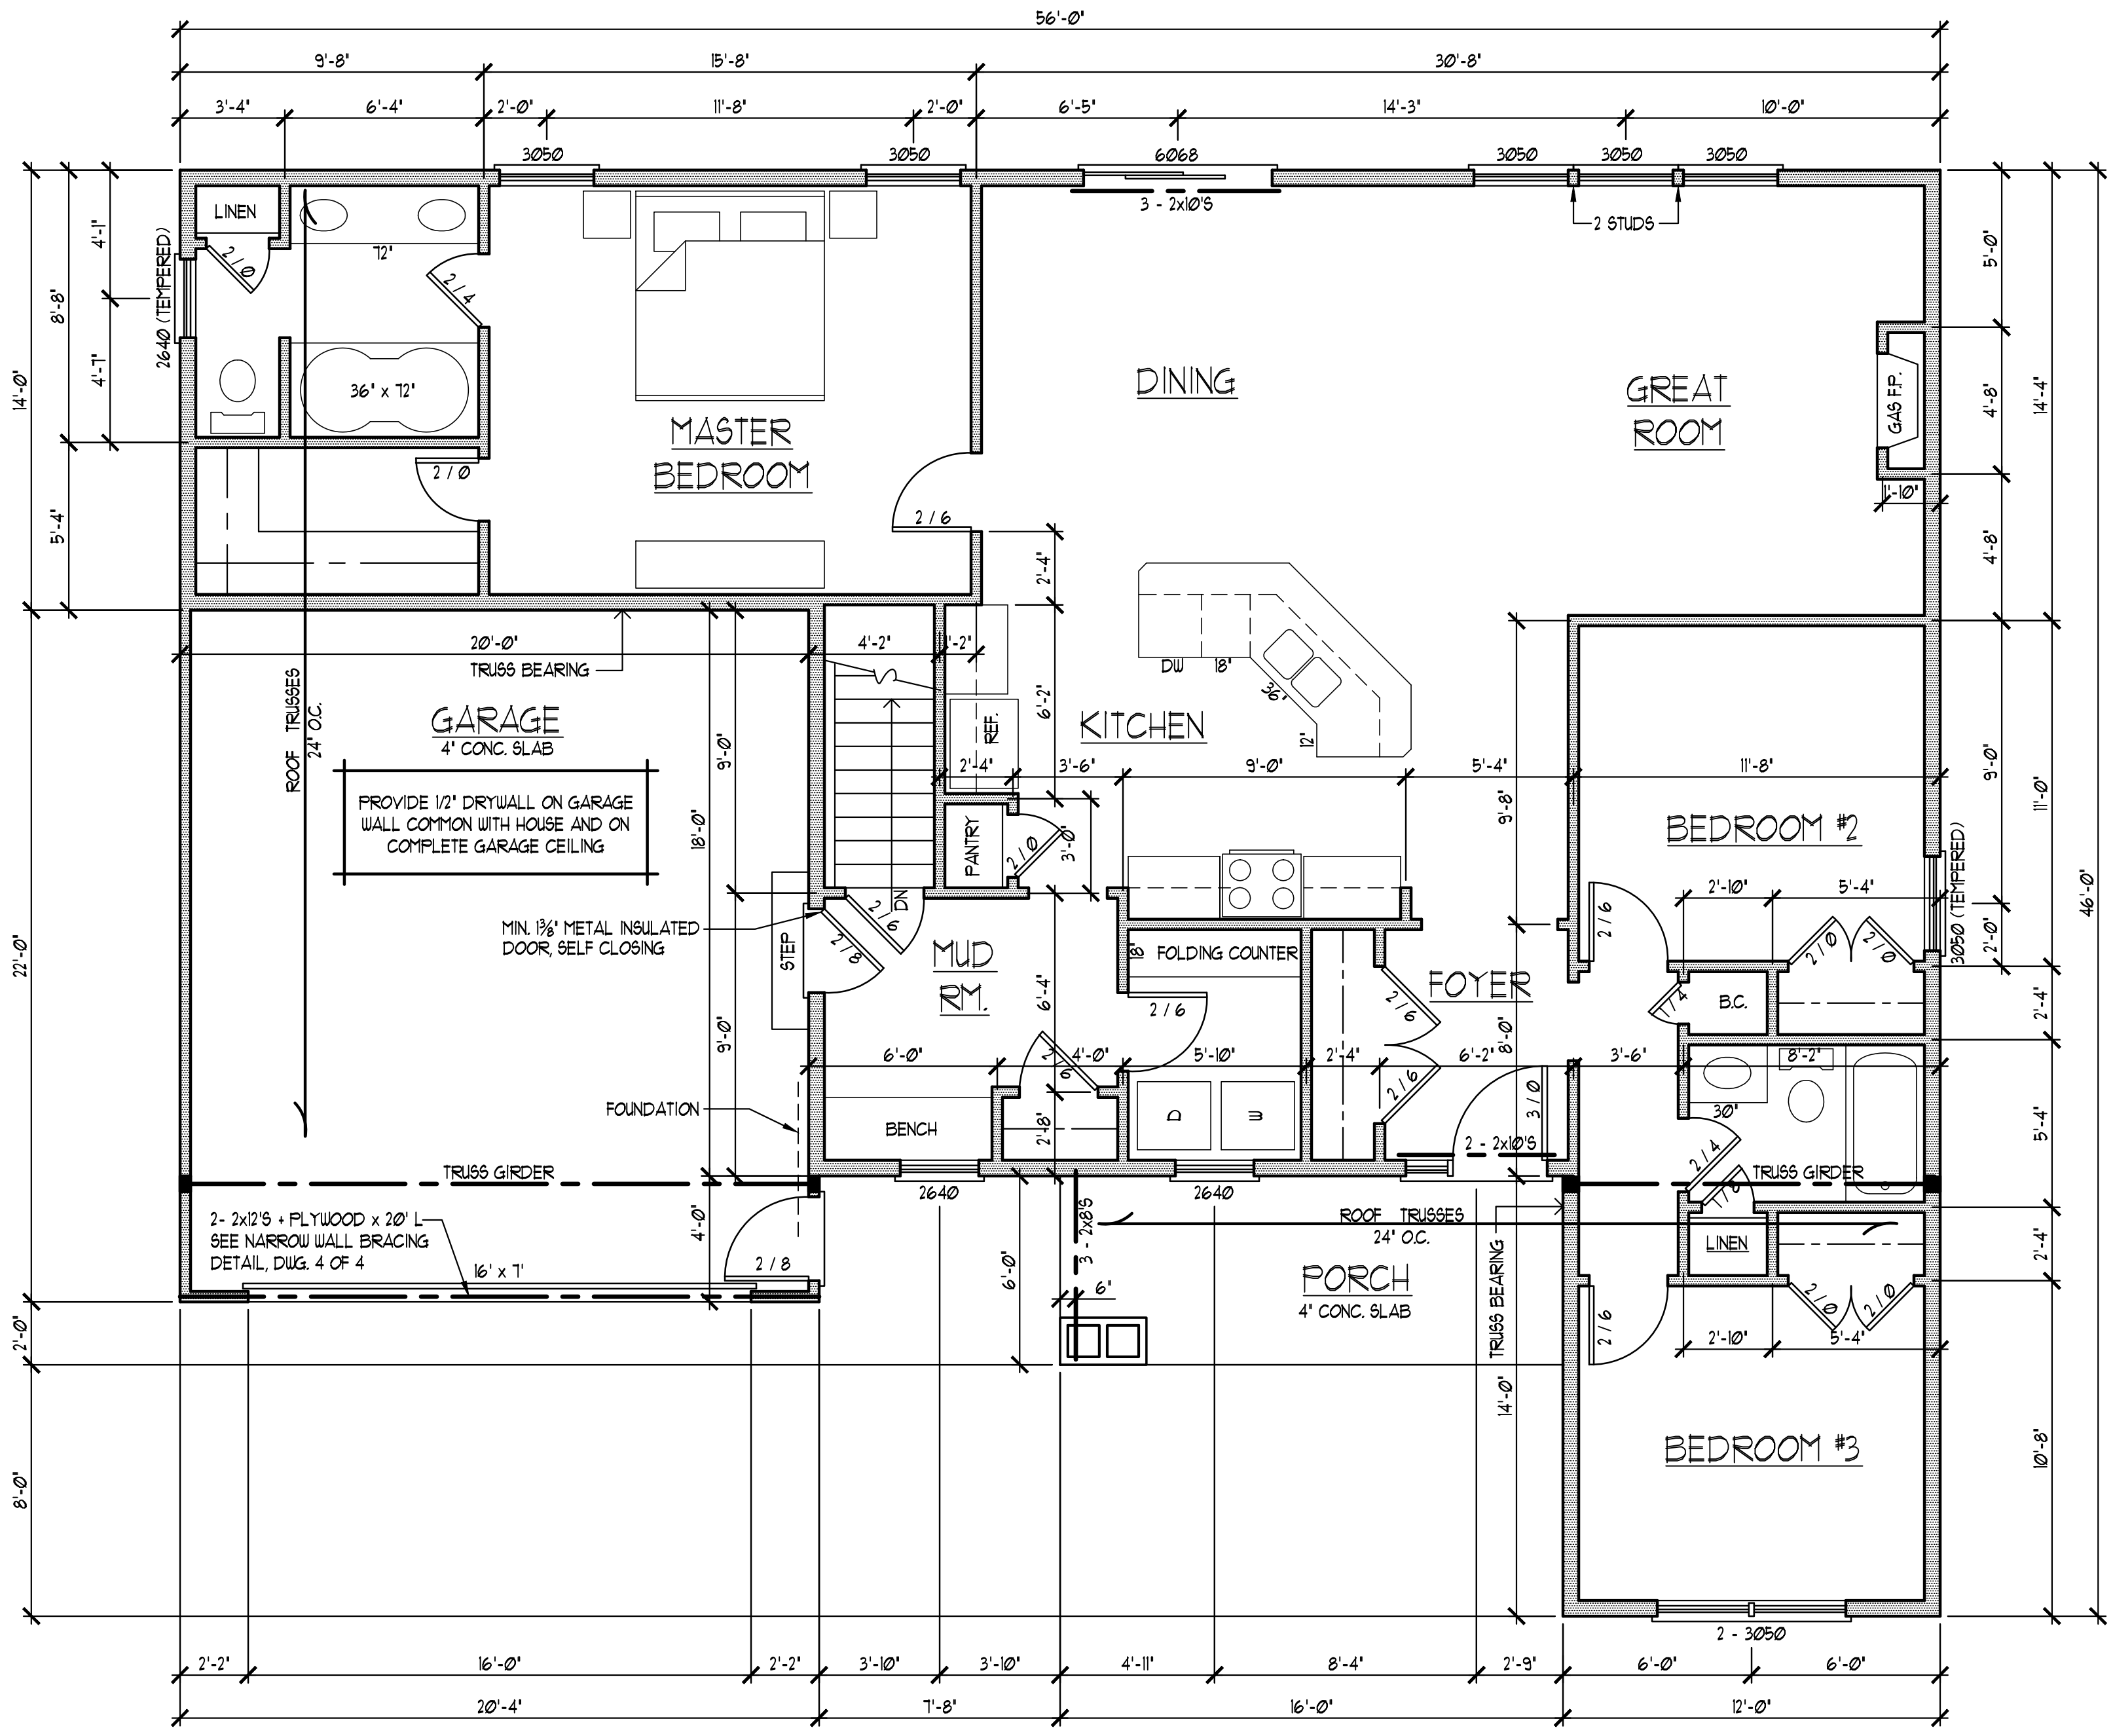 56'-0"
9'-8"
15'-8"
30'-8"
3'-4"
6'-4"
2'-0"
11'-8"
2'-0"
6'-5"
14'-3"
10'-0"
3050
3050
6068
3050
3050
3050
3 - 2x10'S
2 STUDS
LINEN
2 / 0
72"
2 / 4
2640 (TEMPERED)
4'-1"
8'-8"
4'-7"
14'-0"
5'-4"
36" x 72"
2 / 0
MASTER
BEDROOM
2 / 6
DINING
GREAT
ROOM
GAS F.P.
1'-10"
5'-0"
4'-8"
14'-4"
4'-8"
2'-4"
20'-0"
TRUSS BEARING
4'-2"
1'-2"
ROOF TRUSSES
24" O.C.
GARAGE
4" CONC. SLAB
PROVIDE 1/2" DRYWALL ON GARAGE
WALL COMMON WITH HOUSE AND ON
COMPLETE GARAGE CEILING
9'-0"
18'-0"
22'-0"
REF.
6'-2"
DW
18"
36"
12"
KITCHEN
2'-4"
3'-6"
9'-0"
5'-4"
11'-8"
9'-8"
PANTRY
2 / 0
3'-0"
BEDROOM #2
9'-0"
11'-0"
46'-0"
3050 (TEMPERED)
2'-10"
5'-4"
2 / 6
2 / 0
2 / 0
2'-0"
DN
2 / 6
2 / 8
MIN. 1 3/8" METAL INSULATED
DOOR, SELF CLOSING
STEP
MUD
RM.
18"
FOLDING COUNTER
2 / 6
6'-4"
FOYER
2 / 6
8'-0"
1 / 4
B.C.
2'-4"
9'-0"
6'-0"
4'-0"
2 / 6
5'-10"
2'-4"
6'-2"
3'-6"
8'-2"
2 / 6
3 / 0
30"
FOUNDATION
BENCH
2'-8"
D
W
2 - 2x10'S
2 / 4
5'-4"
TRUSS GIRDER
TRUSS GIRDER
1 / 8
2640
2640
2- 2x12'S + PLYWOOD x 20' L
SEE NARROW WALL BRACING
DETAIL, DWG. 4 OF 4
16' x 7'
4'-0"
2 / 8
6'-0"
3 - 2x8'S
6"
ROOF TRUSSES
24" O.C.
PORCH
4" CONC. SLAB
TRUSS BEARING
14'-0"
LINEN
2'-4"
2 / 6
2 / 0
2 / 0
2'-10"
5'-4"
2'-0"
8'-0"
BEDROOM #3
10'-8"
2 - 3050
2'-2"
16'-0"
2'-2"
3'-10"
3'-10"
4'-11"
8'-4"
2'-9"
6'-0"
6'-0"
20'-4"
7'-8"
16'-0"
12'-0"